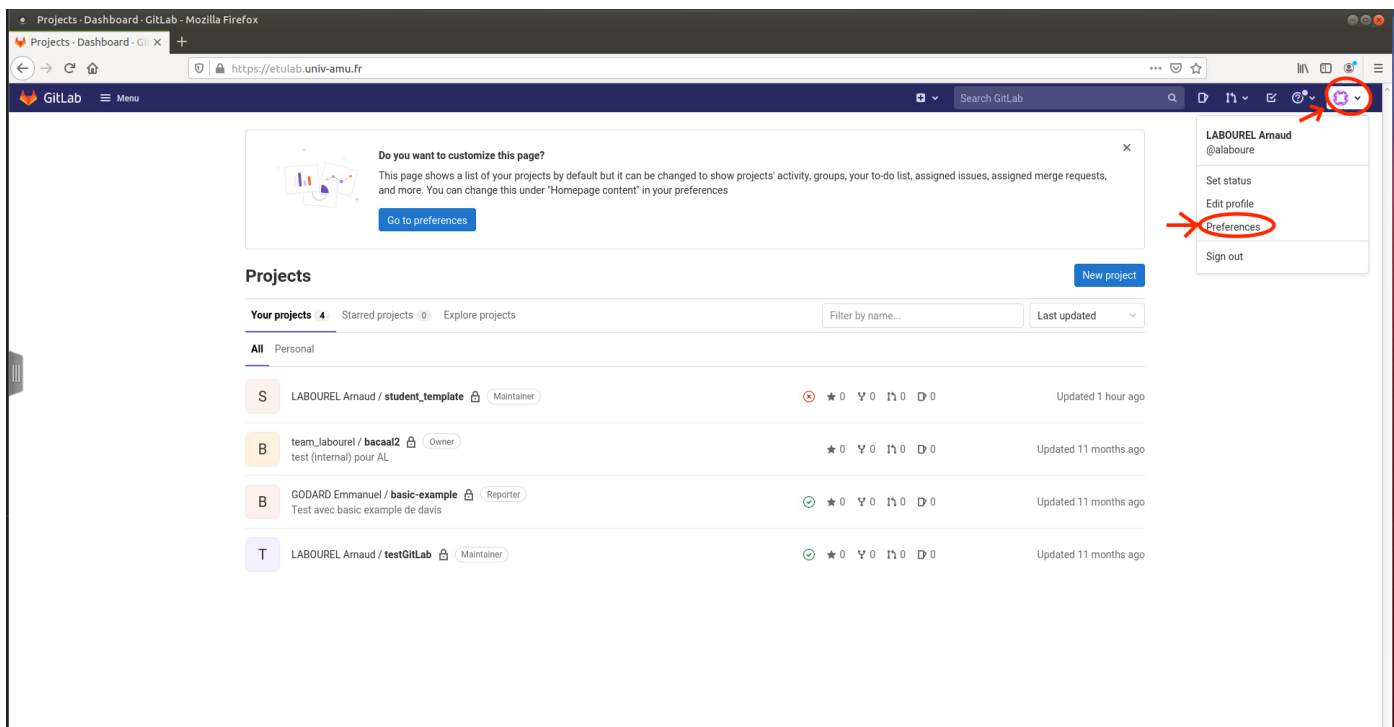 Projects · Dashboard · GitLab - Mozilla Firefox
Projects · Dashboard · Git
https://etulab.univ-amu.fr
GitLab Menu Search GitLab
LABOUREL Arnaud
@alaboure
Set status
Edit profile
Preferences
Sign out
Do you want to customize this page?
This page shows a list of your projects by default but it can be changed to show projects' activity, groups, your to-do list, assigned issues, assigned merge requests,
and more. You can change this under "Homepage content" in your preferences
Go to preferences
Projects New project
Your projects 4 Starred projects 0 Explore projects Filter by name... Last updated
All Personal
S LABOUREL Arnaud / student_template Maintainer 0 0 0 0 Updated 1 hour ago
B team_labourel / bacaal2 Owner 0 0 0 0 Updated 11 months ago
test (internal) pour AL
B GODARD Emmanuel / basic-example Reporter 0 0 0 0 Updated 11 months ago
Test avec basic example de davis
T LABOUREL Arnaud / testGitLab Maintainer 0 0 0 0 Updated 11 months ago